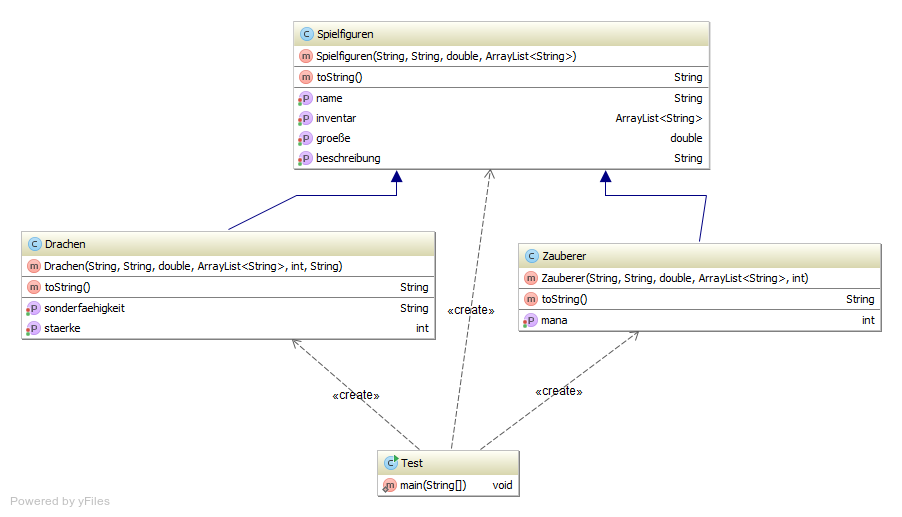 C Spielfiguren
m Spielfiguren(String, String, double, ArrayList<String>)
m toString() String
p name String
p inventar ArrayList<String>
p groeße double
p beschreibung String
C Drachen
m Drachen(String, String, double, ArrayList<String>, int, String)
m toString() String
p sonderfaehigkeit String
p staerke int
C Zauberer
m Zauberer(String, String, double, ArrayList<String>, int)
m toString() String
p mana int
«create»
«create»
«create»
C Test
m main(String[]) void
Powered by yFiles